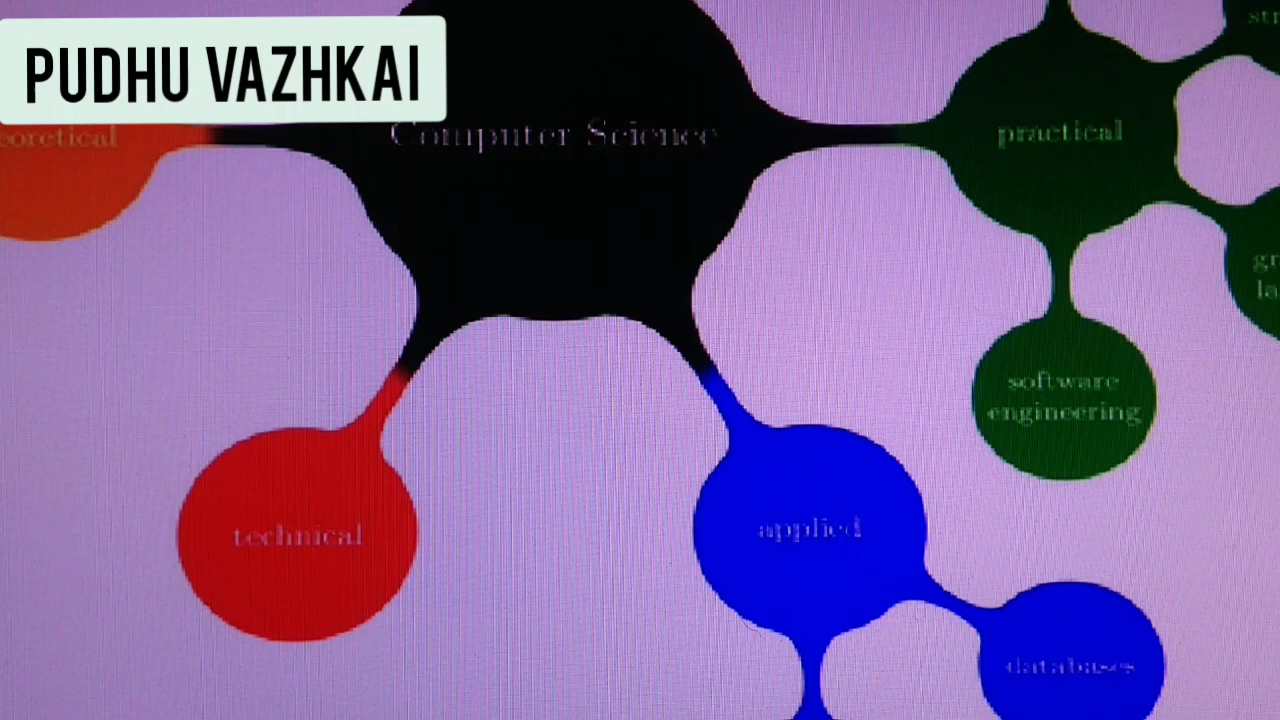 PUDHU VAZHKAI
Computer Science
practical
software
engineering
technical
applied
databases